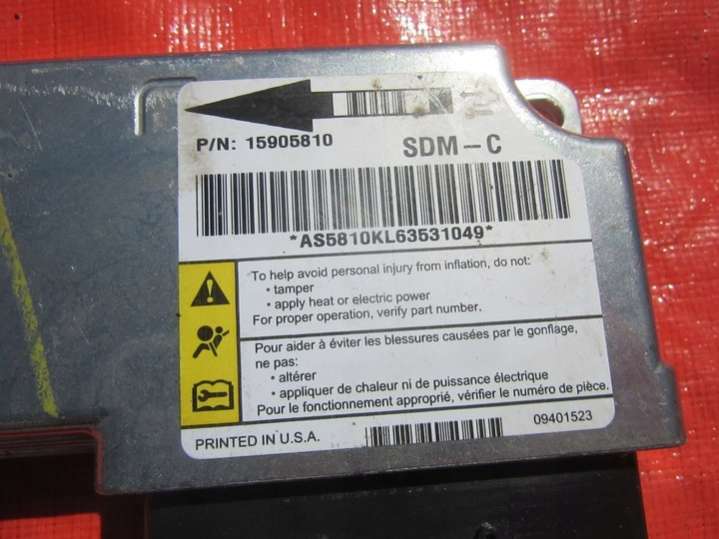 P/N: 15905810 SDM-C
*AS5810KL63531049*
To help avoid personal injury from inflation, do not:
• tamper
• apply heat or electric power
For proper operation, verify part number.
Pour aider à éviter les blessures causées par le gonflage,
ne pas:
• altérer
• appliquer de chaleur ni de puissance électrique
Pour le fonctionnement approprié, vérifier le numéro de pièce.
PRINTED IN U.S.A. 09401523